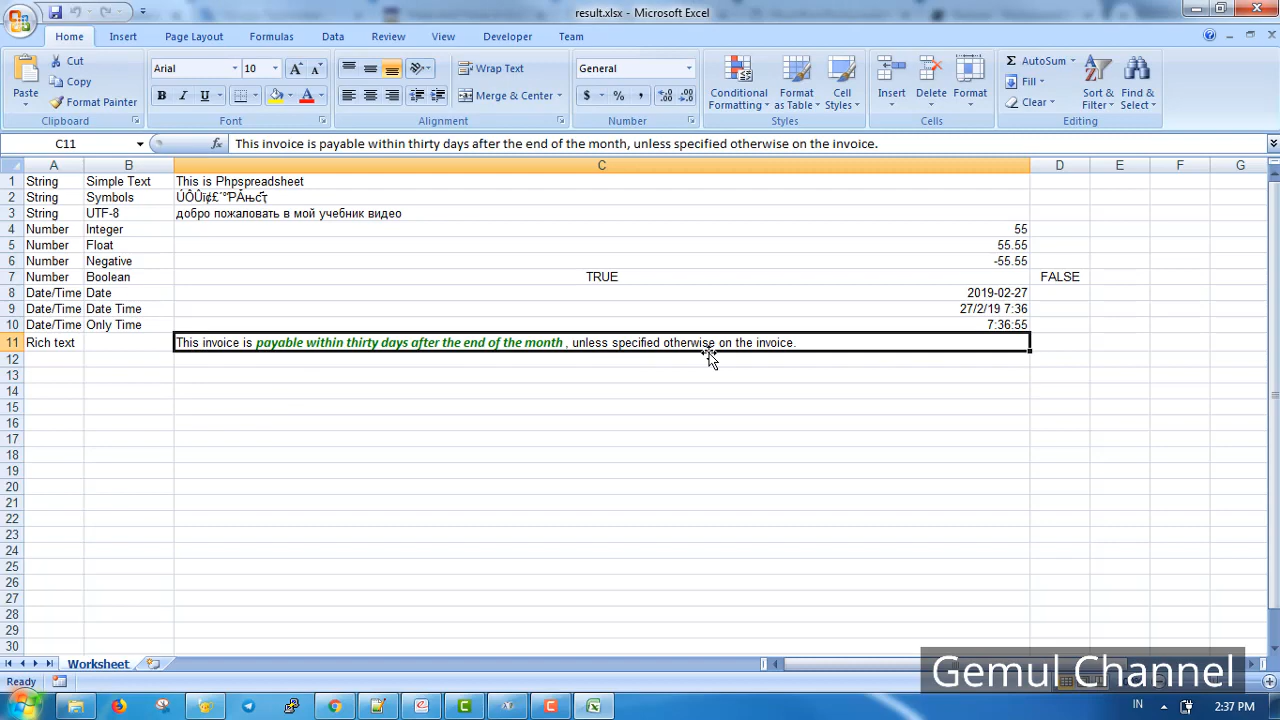 result.xlsx - Microsoft Excel
Home Insert Page Layout Formulas Data Review View Developer Team
Paste Cut Copy Format Painter
Clipboard
Arial 10
B I U A
Font
Wrap Text
Merge & Center
Alignment
General
$ % ,
Number
Conditional Formatting Format as Table Cell Styles
Styles
Insert Delete Format
Cells
AutoSum Fill Clear Sort & Filter Find & Select
Editing
C11 fx This invoice is payable within thirty days after the end of the month, unless specified otherwise on the invoice.
A B C D E F G
1 String Simple Text This is Phpspreadsheet
2 String Symbols
3 String UTF-8 добро пожаловать в мой учебник видео
4 Number Integer 55
5 Number Float 55.55
6 Number Negative -55.55
7 Number Boolean TRUE FALSE
8 Date/Time Date 2019-02-27
9 Date/Time Date Time 27/2/19 7:36
10 Date/Time Only Time 7:36:55
11 Rich text This invoice is payable within thirty days after the end of the month , unless specified otherwise on the invoice.
12
13
14
15
16
17
18
19
20
21
22
23
24
25
26
27
28
29
30
Worksheet
Ready
Gemul Channel
IN 2:37 PM